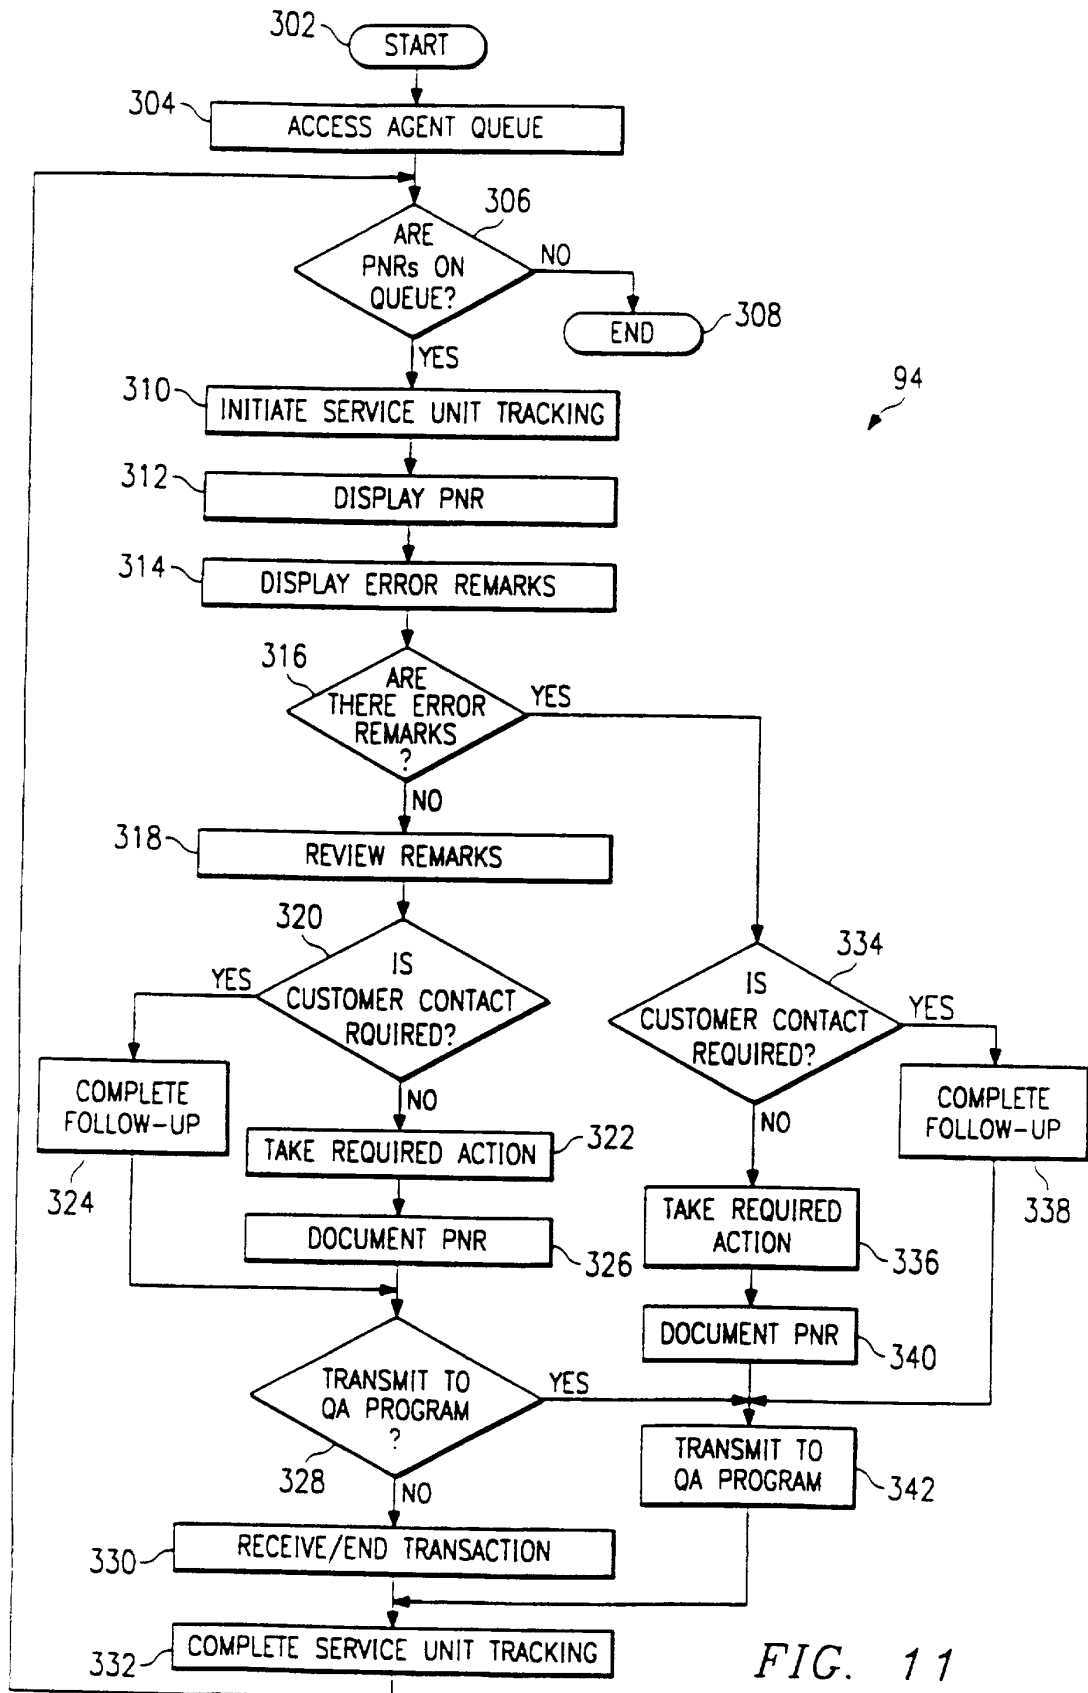 302
START
304
ACCESS AGENT QUEUE
306
ARE
PNRs ON
QUEUE?
NO
END
308
YES
94
310
INITIATE SERVICE UNIT TRACKING
312
DISPLAY PNR
314
DISPLAY ERROR REMARKS
316
ARE
THERE ERROR
REMARKS
?
YES
NO
318
REVIEW REMARKS
320
IS
CUSTOMER CONTACT
RQUIRED?
YES
NO
334
IS
CUSTOMER CONTACT
REQUIRED?
YES
NO
COMPLETE
FOLLOW-UP
324
TAKE REQUIRED ACTION
322
COMPLETE
FOLLOW-UP
338
DOCUMENT PNR
326
TAKE REQUIRED
ACTION
336
DOCUMENT PNR
340
TRANSMIT TO
QA PROGRAM
?
328
YES
NO
TRANSMIT TO
QA PROGRAM
342
330
RECEIVE/END TRANSACTION
332
COMPLETE SERVICE UNIT TRACKING
FIG. 11